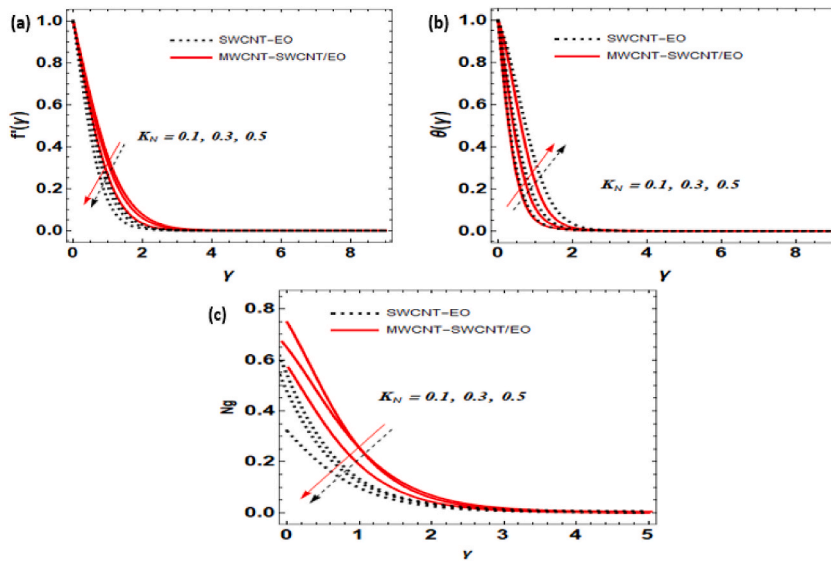 (a)
1.0
0.8
0.6
0.4
0.2
0.0
f'(γ)
SWCNT-EO
MWCNT-SWCNT/EO
K_N = 0.1, 0.3, 0.5
0 2 4 6 8
γ
(b)
1.0
0.8
0.6
0.4
0.2
0.0
θ(γ)
SWCNT-EO
MWCNT-SWCNT/EO
K_N = 0.1, 0.3, 0.5
0 2 4 6 8
γ
(c)
0.8
0.6
0.4
0.2
0.0
Ng
SWCNT-EO
MWCNT-SWCNT/EO
K_N = 0.1, 0.3, 0.5
0 1 2 3 4 5
γ